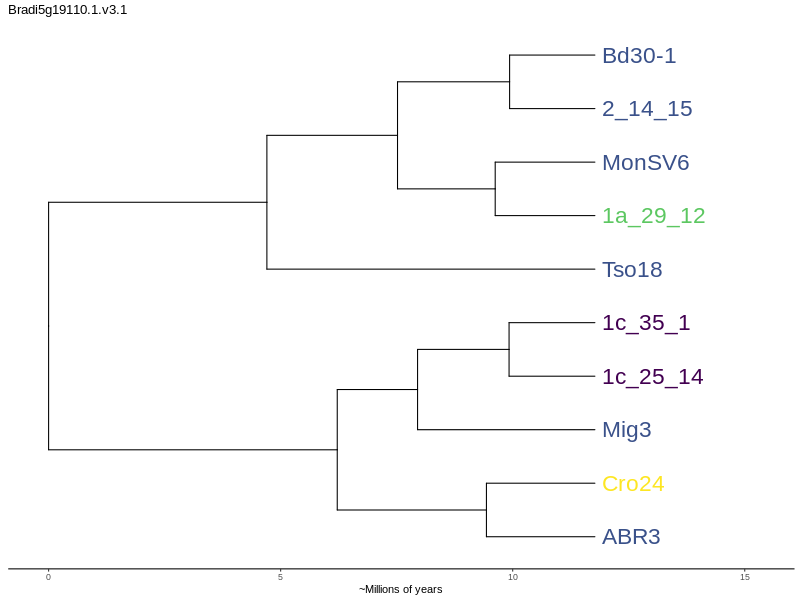 Bradi5g19110.1.v3.1
Bd30-1
2_14_15
MonSV6
1a_29_12
Tso18
1c_35_1
1c_25_14
Mig3
Cro24
ABR3
0 5 10 15
~Millions of years